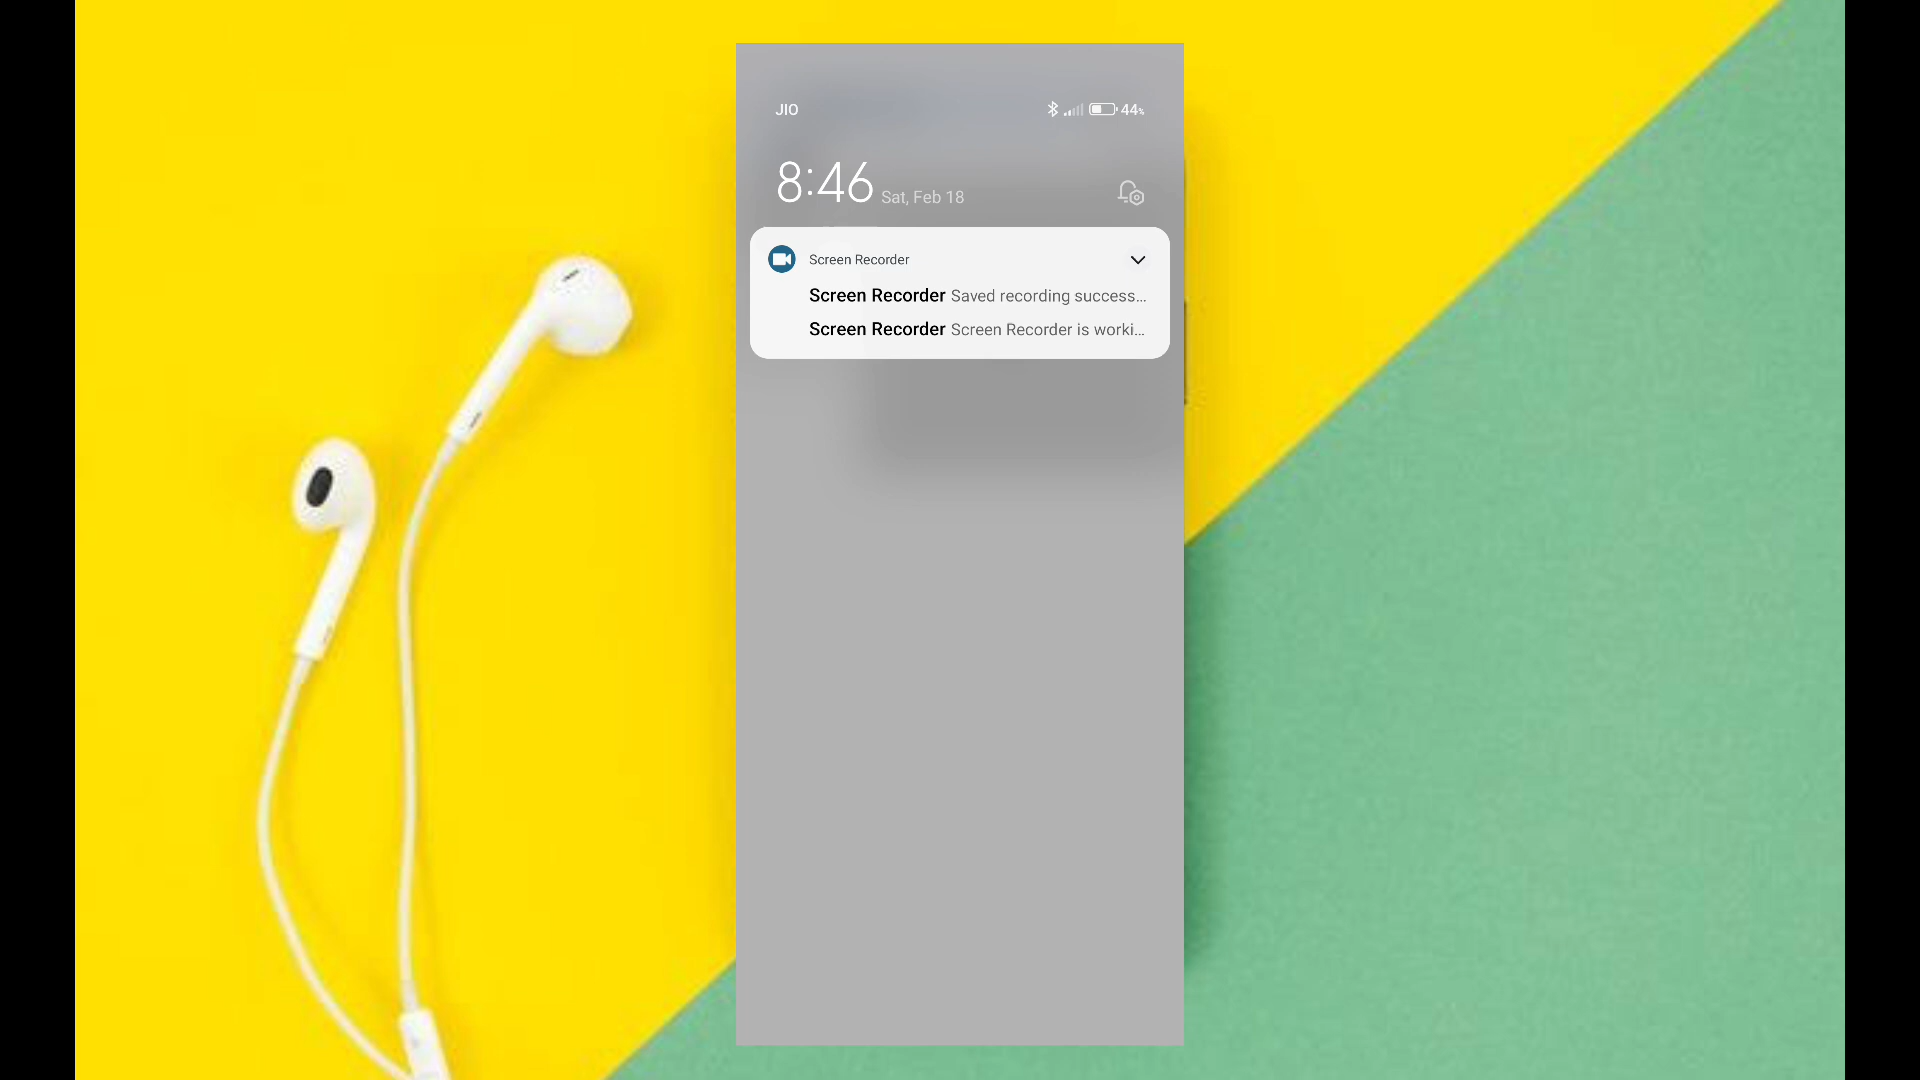 JIO 44%
8:46 Sat, Feb 18
Screen Recorder
Screen Recorder Saved recording success...
Screen Recorder Screen Recorder is worki...